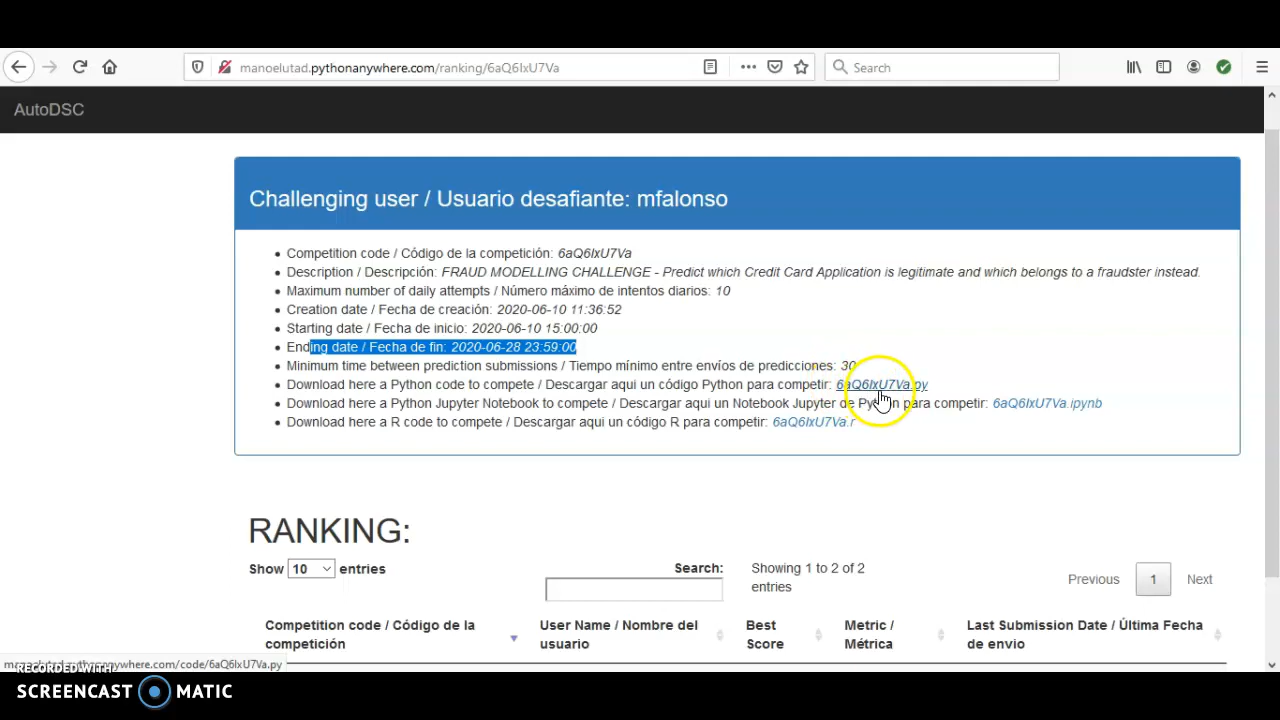 manoelutad.pythonanywhere.com/ranking/6aQ6IxU7Va
Search
AutoDSC
Challenging user / Usuario desafiante: mfalonso
Competition code / Código de la competición: 6aQ6IxU7Va
Description / Descripción: FRAUD MODELLING CHALLENGE - Predict which Credit Card Application is legitimate and which belongs to a fraudster instead.
Maximum number of daily attempts / Número máximo de intentos diarios: 10
Creation date / Fecha de creación: 2020-06-10 11:36:52
Starting date / Fecha de inicio: 2020-06-10 15:00:00
Ending date / Fecha de fin: 2020-06-28 23:59:00
Minimum time between prediction submissions / Tiempo mínimo entre envíos de predicciones: 30
Download here a Python code to compete / Descargar aqui un código Python para competir: 6aQ6IxU7Va.py
Download here a Python Jupyter Notebook to compete / Descargar aqui un Notebook Jupyter de Python para competir: 6aQ6IxU7Va.ipynb
Download here a R code to compete / Descargar aqui un código R para competir: 6aQ6IxU7Va.r
RANKING:
Show 10 entries
Search:
Showing 1 to 2 of 2
entries
Previous 1 Next
Competition code / Código de la
competición
User Name / Nombre del
usuario
Best
Score
Metric /
Métrica
Last Submission Date / Última Fecha
de envio
manoelutad.pythonanywhere.com/code/6aQ6IxU7Va.py
RECORDED WITH
SCREENCAST MATIC